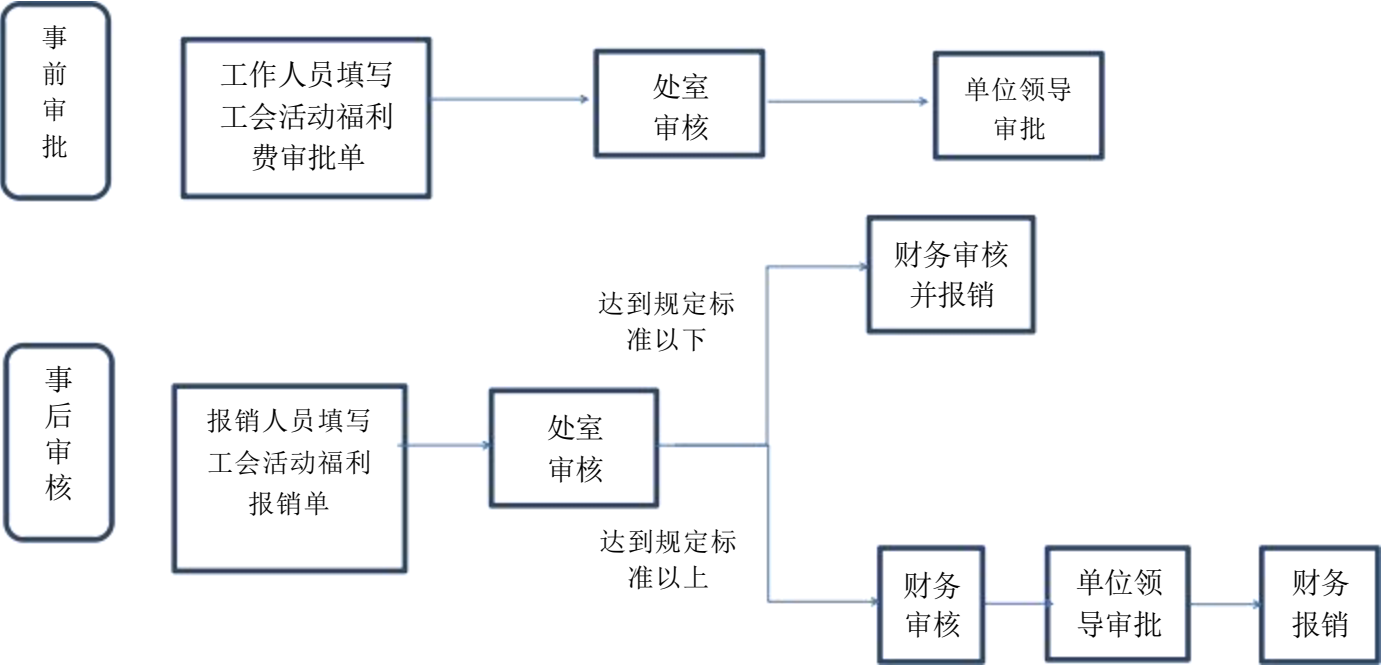 事
前
审
批
工作人员填写
工会活动福利
费审批单
处室
审核
单位领导
审批
财务审核
并报销
达到规定标
准以下
事
后
审
核
报销人员填写
工会活动福利
报销单
处室
审核
达到规定标
准以上
财务
审核
单位领
导审批
财务
报销